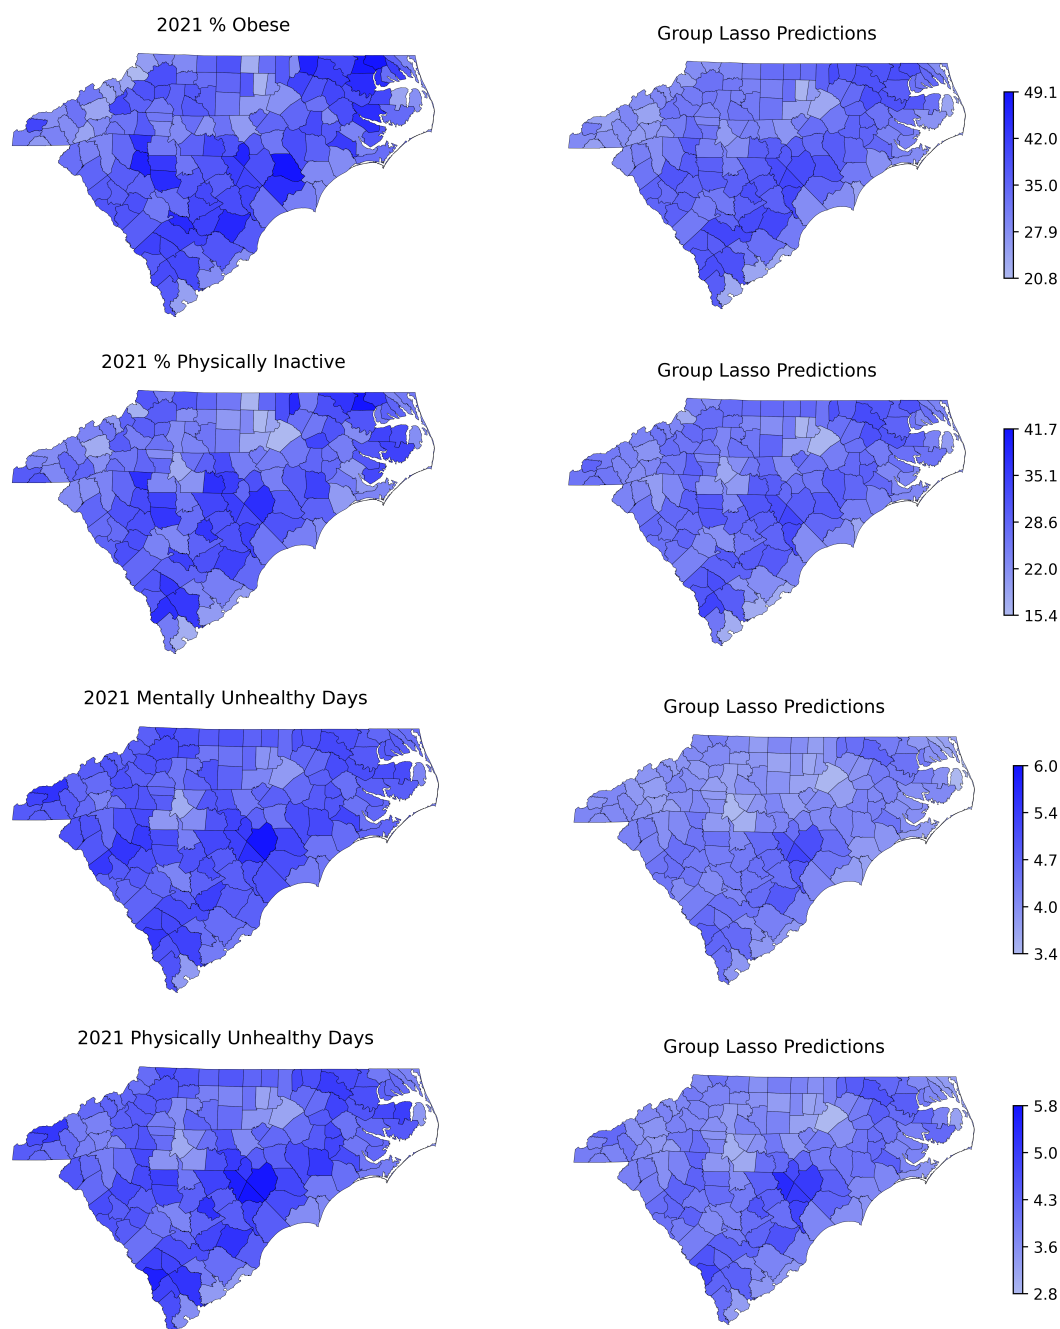 2021 % Obese
Group Lasso Predictions
49.1
42.0
35.0
27.9
20.8
2021 % Physically Inactive
Group Lasso Predictions
41.7
35.1
28.6
22.0
15.4
2021 Mentally Unhealthy Days
Group Lasso Predictions
6.0
5.4
4.7
4.0
3.4
2021 Physically Unhealthy Days
Group Lasso Predictions
5.8
5.0
4.3
3.6
2.8